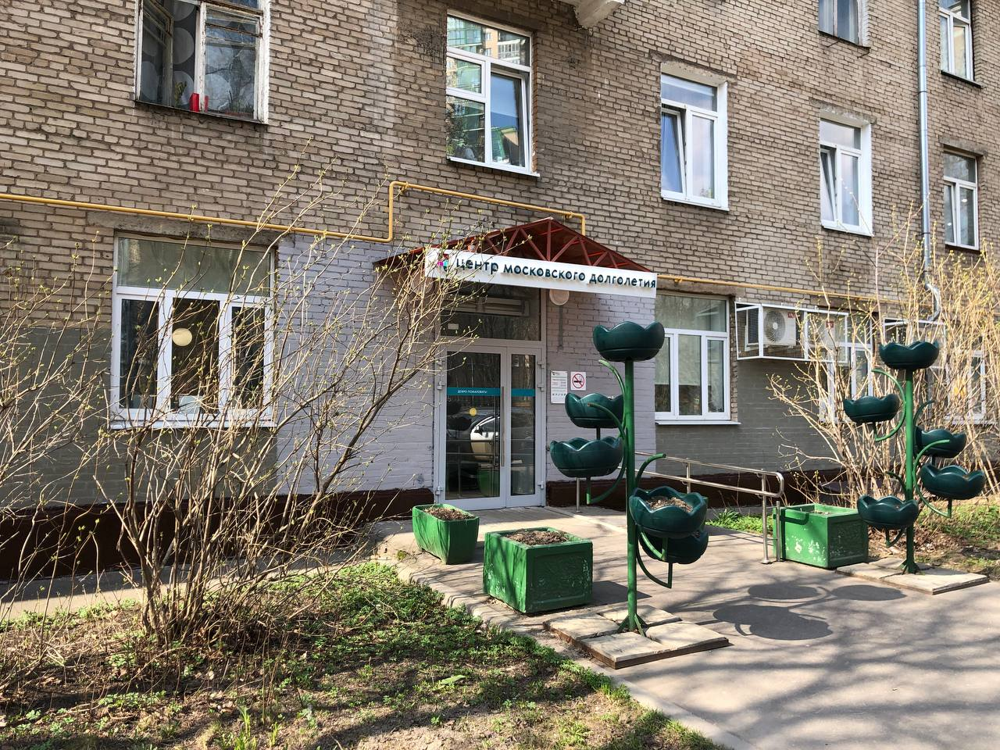 центр московского долголетия
ДОБРО ПОЖАЛОВАТЬ!